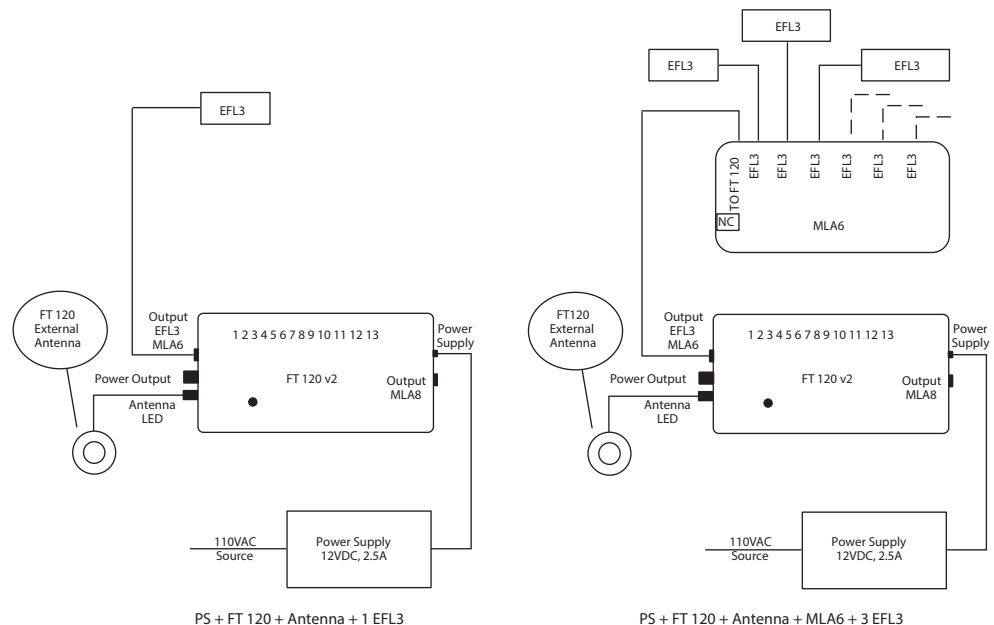 EFL3
FT 120
External
Antenna
Output
EFL3
MLA6
1 2 3 4 5 6 7 8 9 10 11 12 13
Power
Supply
Power Output
FT 120 v2
Output
MLA8
Antenna
LED
110VAC
Source
Power Supply
12VDC, 2.5A
PS + FT 120 + Antenna + 1 EFL3
EFL3
EFL3
EFL3
TO FT 120
EFL3
EFL3
EFL3
EFL3
EFL3
EFL3
NC
MLA6
FT120
External
Antenna
Output
EFL3
MLA6
1 2 3 4 5 6 7 8 9 10 11 12 13
Power
Supply
Power Output
FT 120 v2
Output
MLA8
Antenna
LED
110VAC
Source
Power Supply
12VDC, 2.5A
PS + FT 120 + Antenna + MLA6 + 3 EFL3